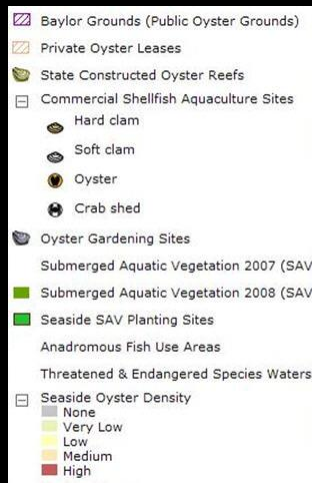 Baylor Grounds (Public Oyster Grounds)
Private Oyster Leases
State Constructed Oyster Reefs
Commercial Shellfish Aquaculture Sites
Hard clam
Soft clam
Oyster
Crab shed
Oyster Gardening Sites
Submerged Aquatic Vegetation 2007 (SAV
Submerged Aquatic Vegetation 2008 (SAV
Seaside SAV Planting Sites
Anadromous Fish Use Areas
Threatened & Endangered Species Waters
Seaside Oyster Density
None
Very Low
Low
Medium
High